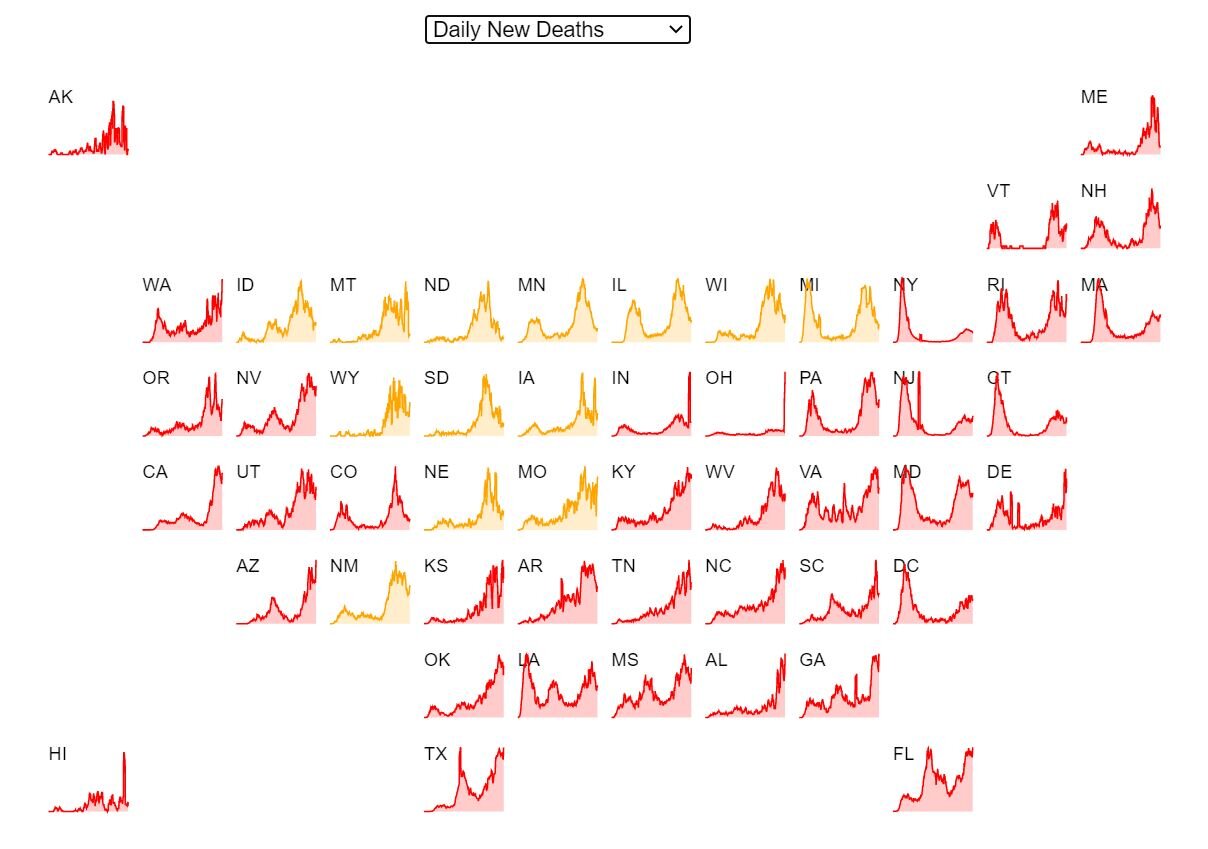 Daily New Deaths
AK ME
VT NH
WA ID MT ND MN IL WI MI NY RI MA
OR NV WY SD IA IN OH PA NJ CT
CA UT CO NE MO KY WV VA MD DE
AZ NM KS AR TN NC SC DC
OK LA MS AL GA
HI TX FL